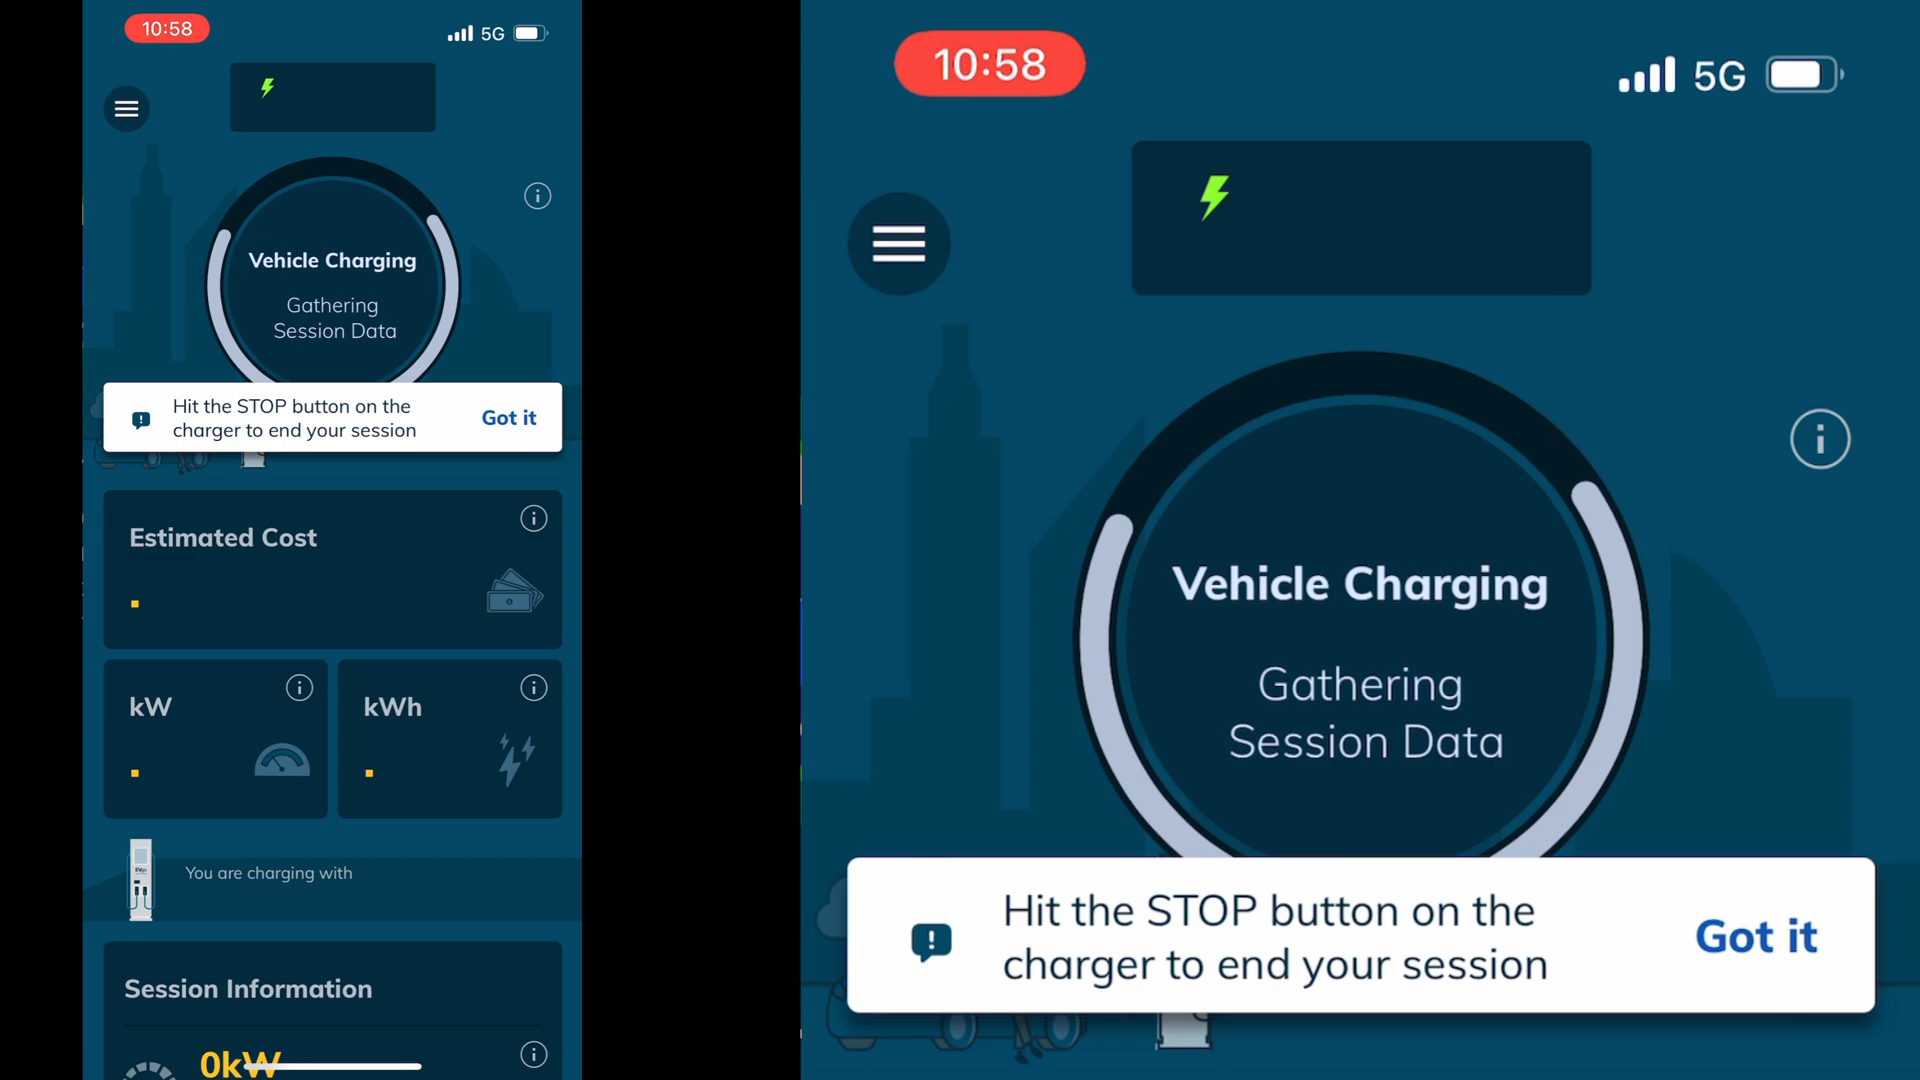 10:58
5G
Vehicle Charging
Gathering
Session Data
Hit the STOP button on the
charger to end your session
Got it
Estimated Cost
kW
kWh
You are charging with
Session Information
0kW
10:58
5G
Vehicle Charging
Gathering
Session Data
Hit the STOP button on the
charger to end your session
Got it